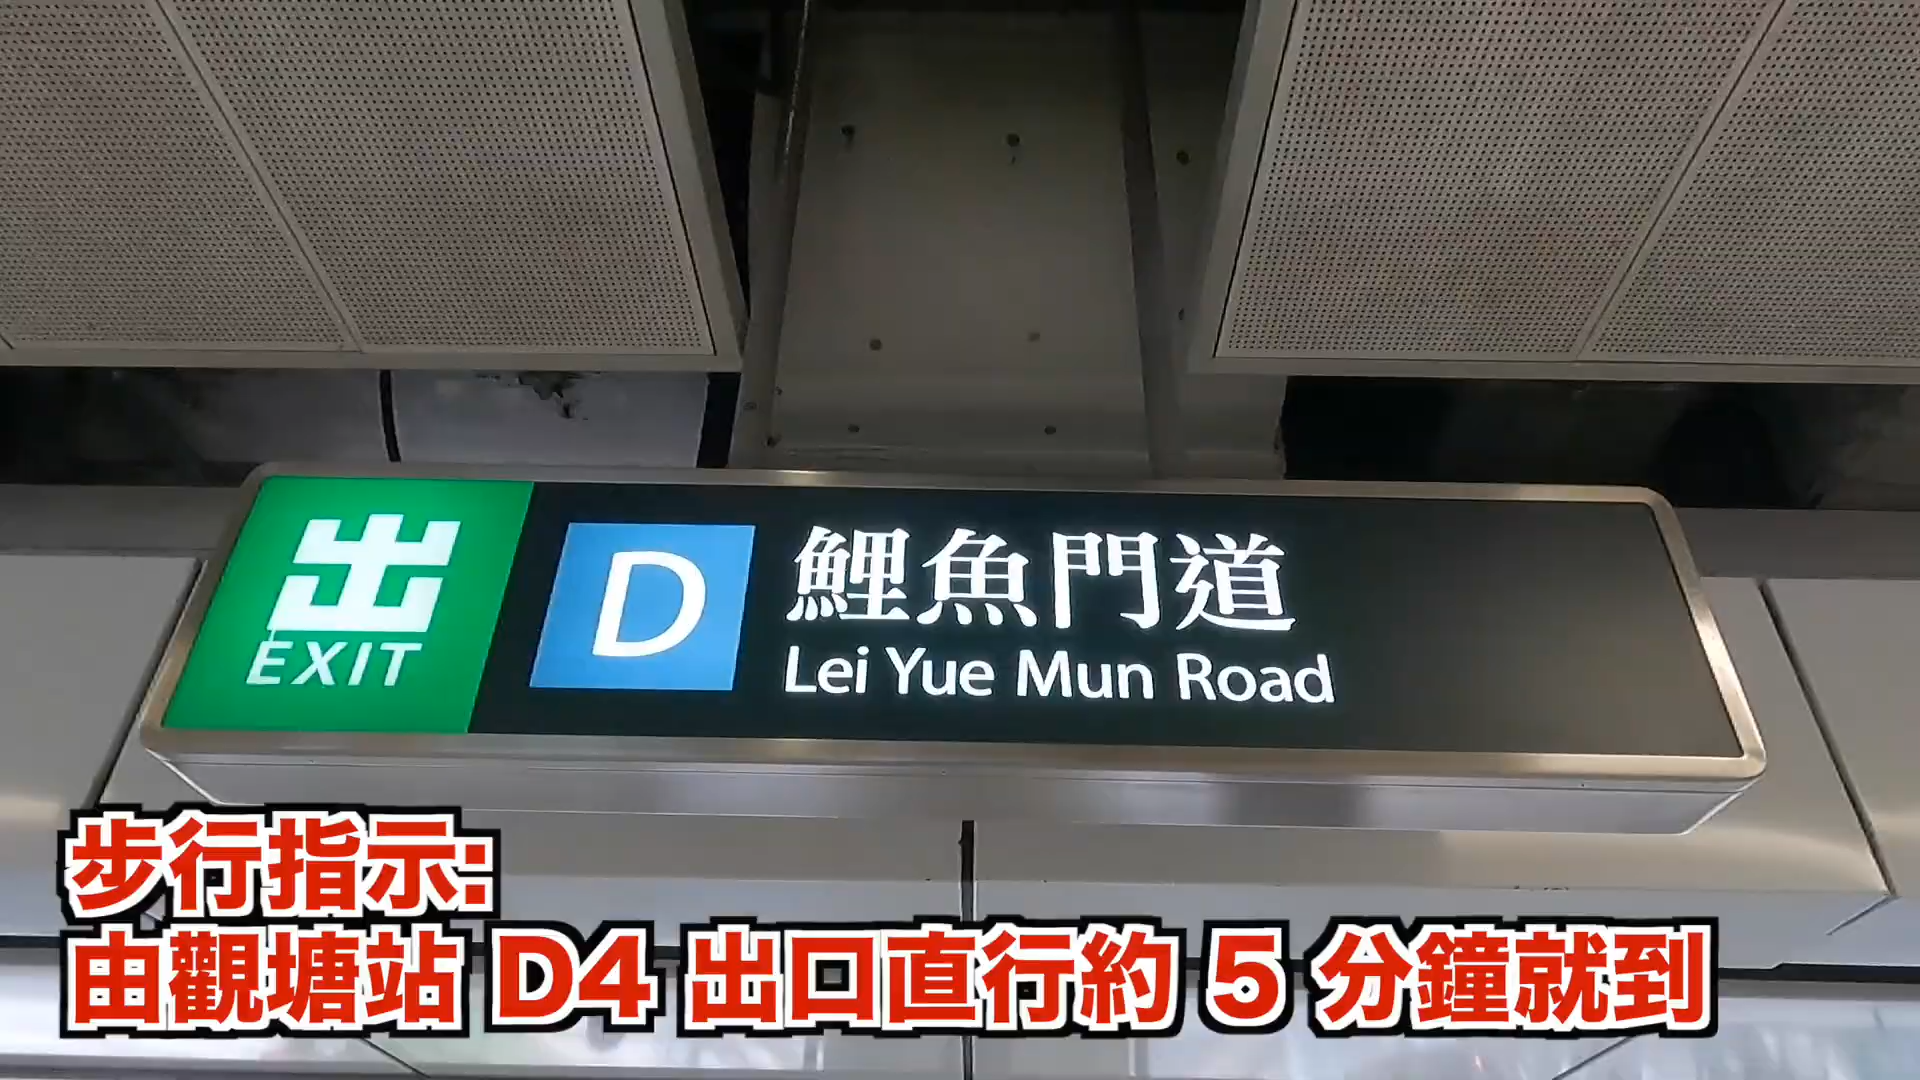 出
EXIT
D
鯉魚門道
Lei Yue Mun Road
步行指示:
由觀塘站 D4 出口直行約 5 分鐘就到